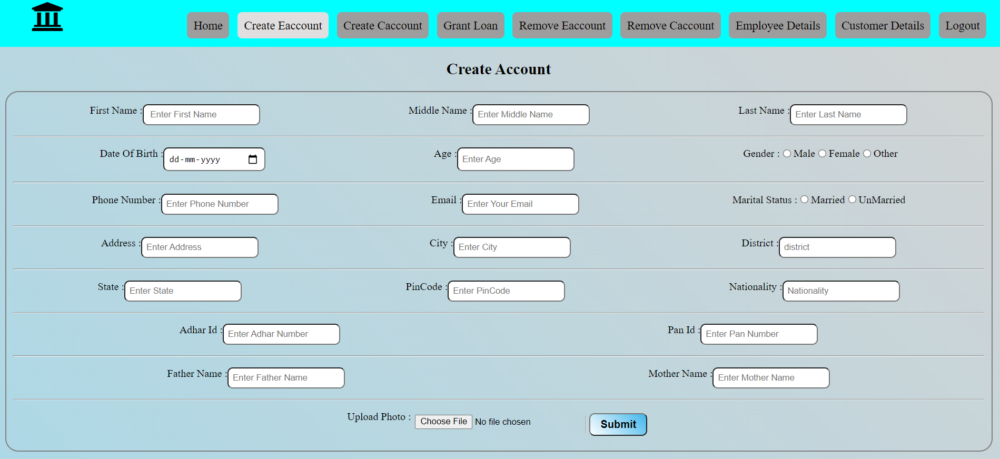 Home Create Eaccount Create Caccount Grant Loan Remove Eaccount Remove Caccount Employee Details Customer Details Logout
Create Account
First Name : Enter First Name Middle Name : Enter Middle Name Last Name : Enter Last Name
Date Of Birth : dd-mm-yyyy Age : Enter Age Gender : Male Female Other
Phone Number : Enter Phone Number Email : Enter Your Email Marital Status : Married UnMarried
Address : Enter Address City : Enter City District : district
State : Enter State PinCode : Enter PinCode Nationality : Nationality
Adhar Id : Enter Adhar Number Pan Id : Enter Pan Number
Father Name : Enter Father Name Mother Name : Enter Mother Name
Upload Photo : Choose File No file chosen Submit